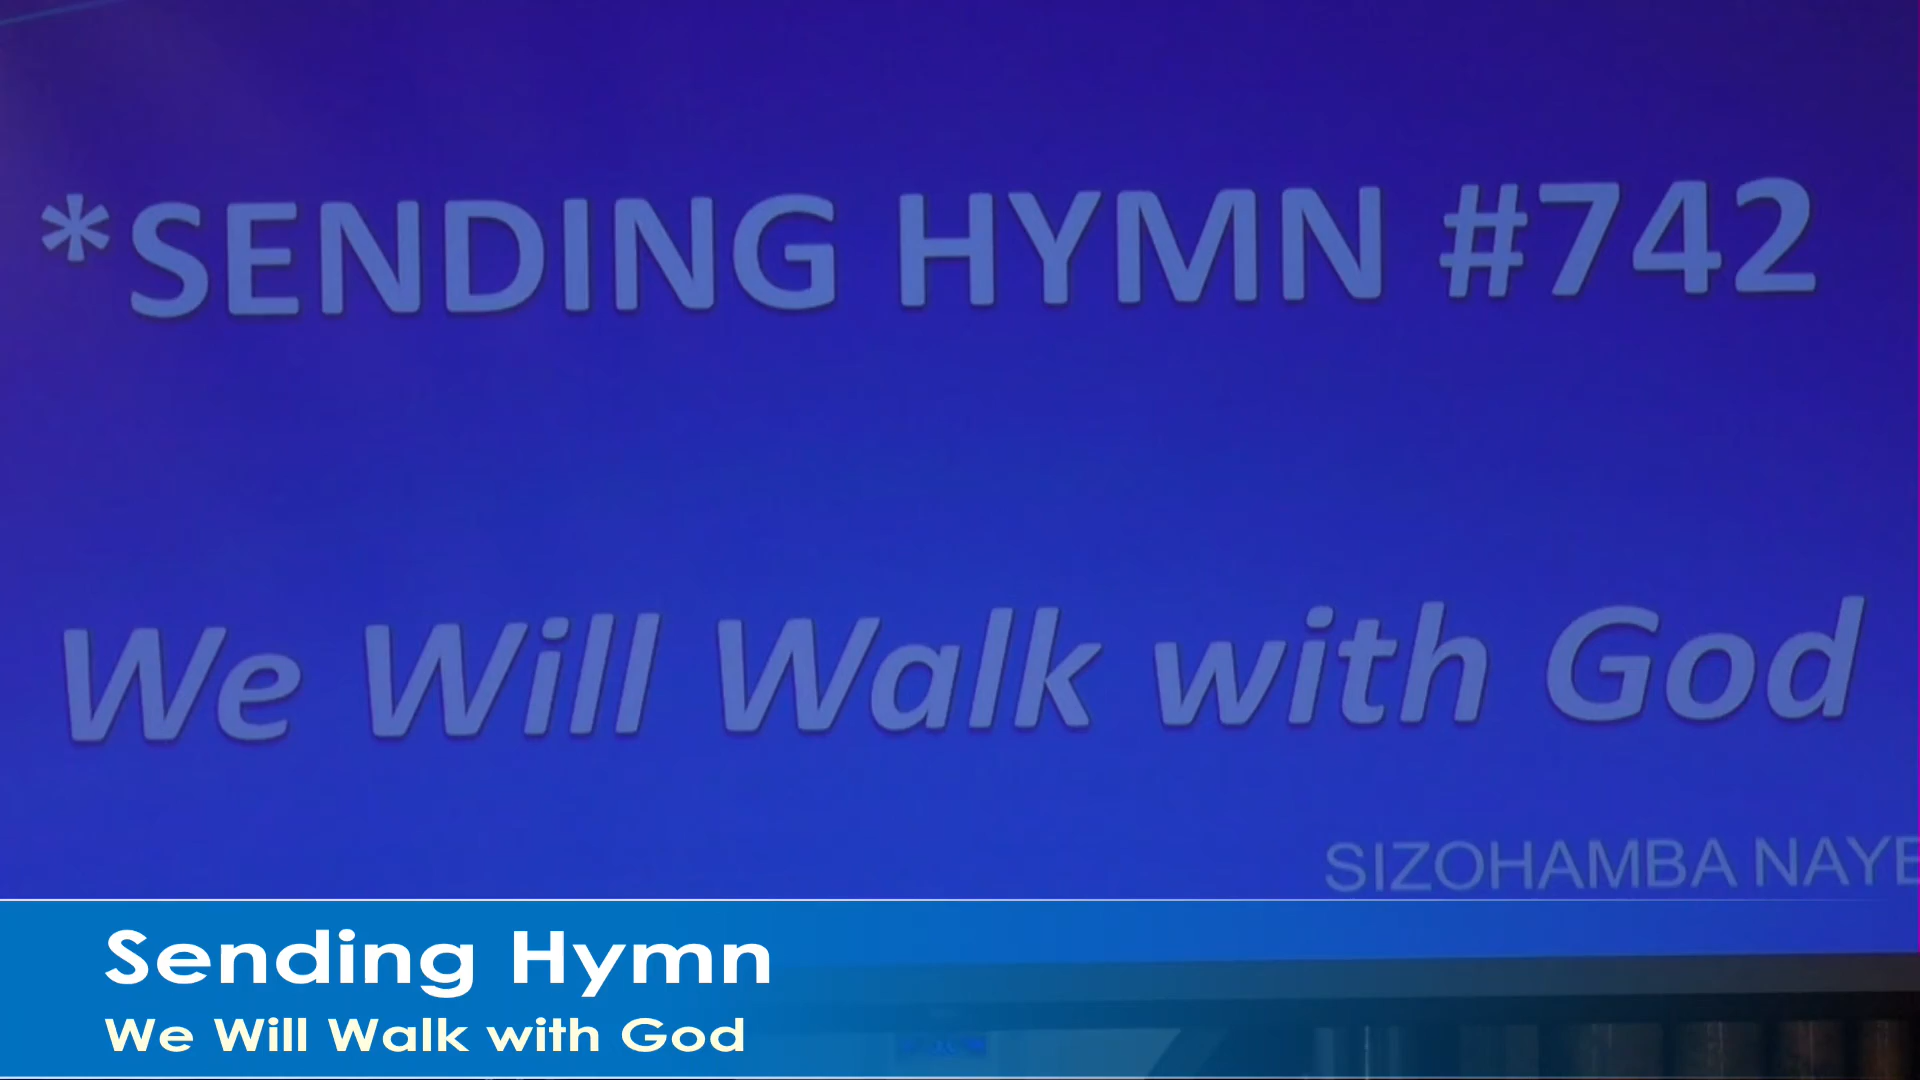 *SENDING HYMN #742
We Will Walk with God
SIZOHAMBA NAYE
Sending Hymn
We Will Walk with God